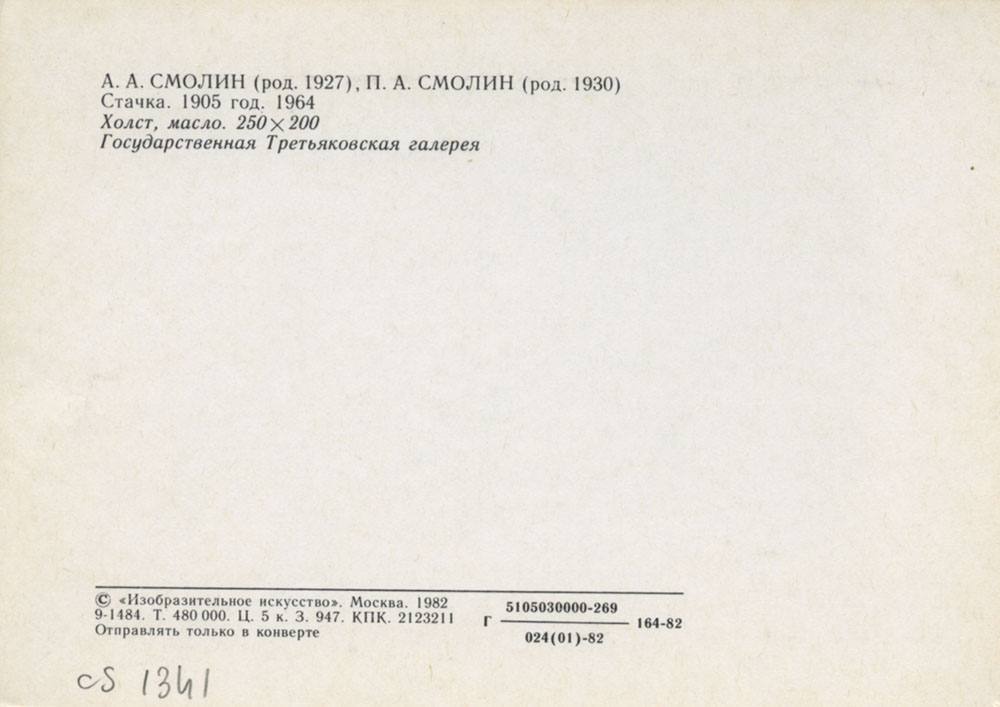 А. А. СМОЛИН (род. 1927), П. А. СМОЛИН (род. 1930)
Стачка. 1905 год. 1964
Холст, масло. 250×200
Государственная Третьяковская галерея
© «Изобразительное искусство». Москва. 1982
9-1484. Т. 480 000. Ц. 5 к. З. 947. КПК. 2123211
Отправлять только в конверте
Г 5105030000-269 164-82
024(01)-82
cS 1341